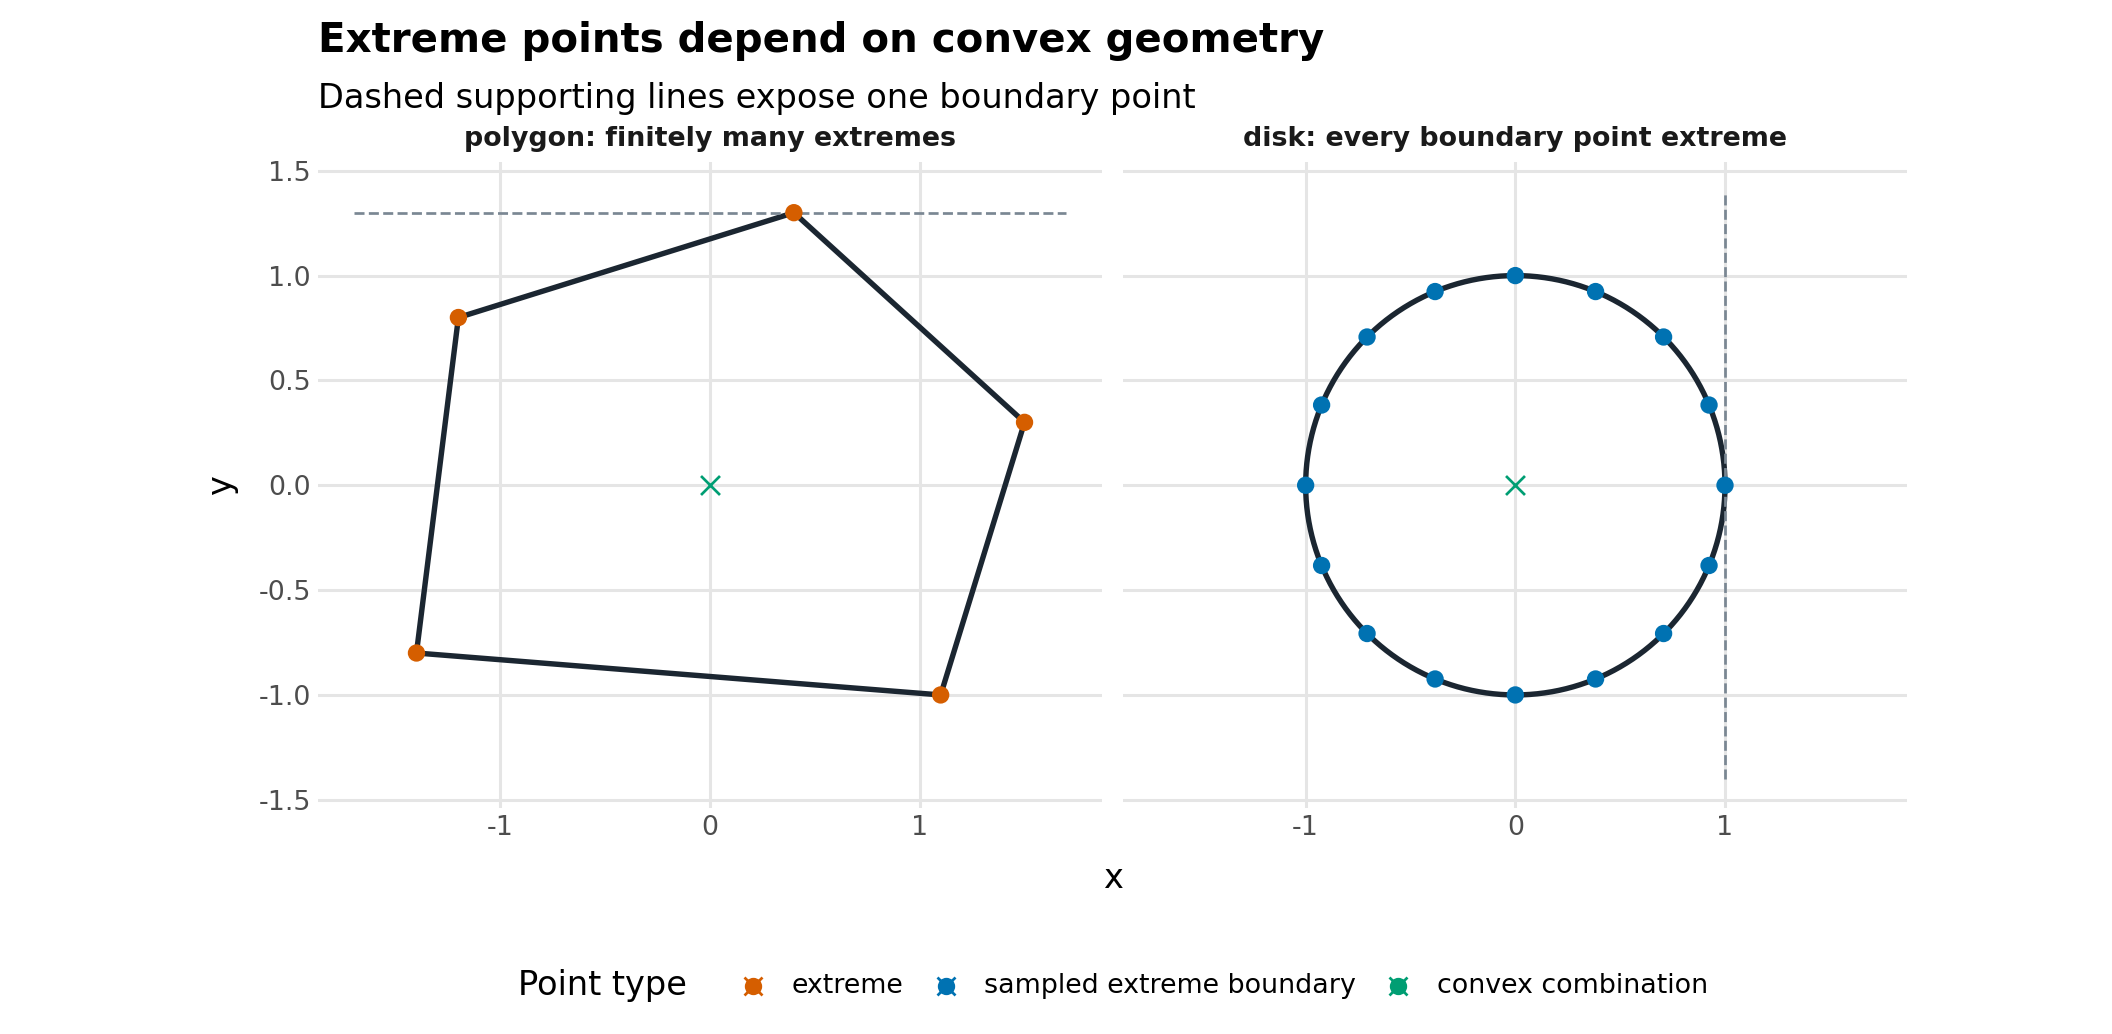 Extreme points depend on convex geometry
Dashed supporting lines expose one boundary point
polygon: finitely many extremes
disk: every boundary point extreme
1.5
1.0
0.5
0.0
-0.5
-1.0
-1.5
y
-1 0 1
-1 0 1
x
Point type extreme sampled extreme boundary convex combination